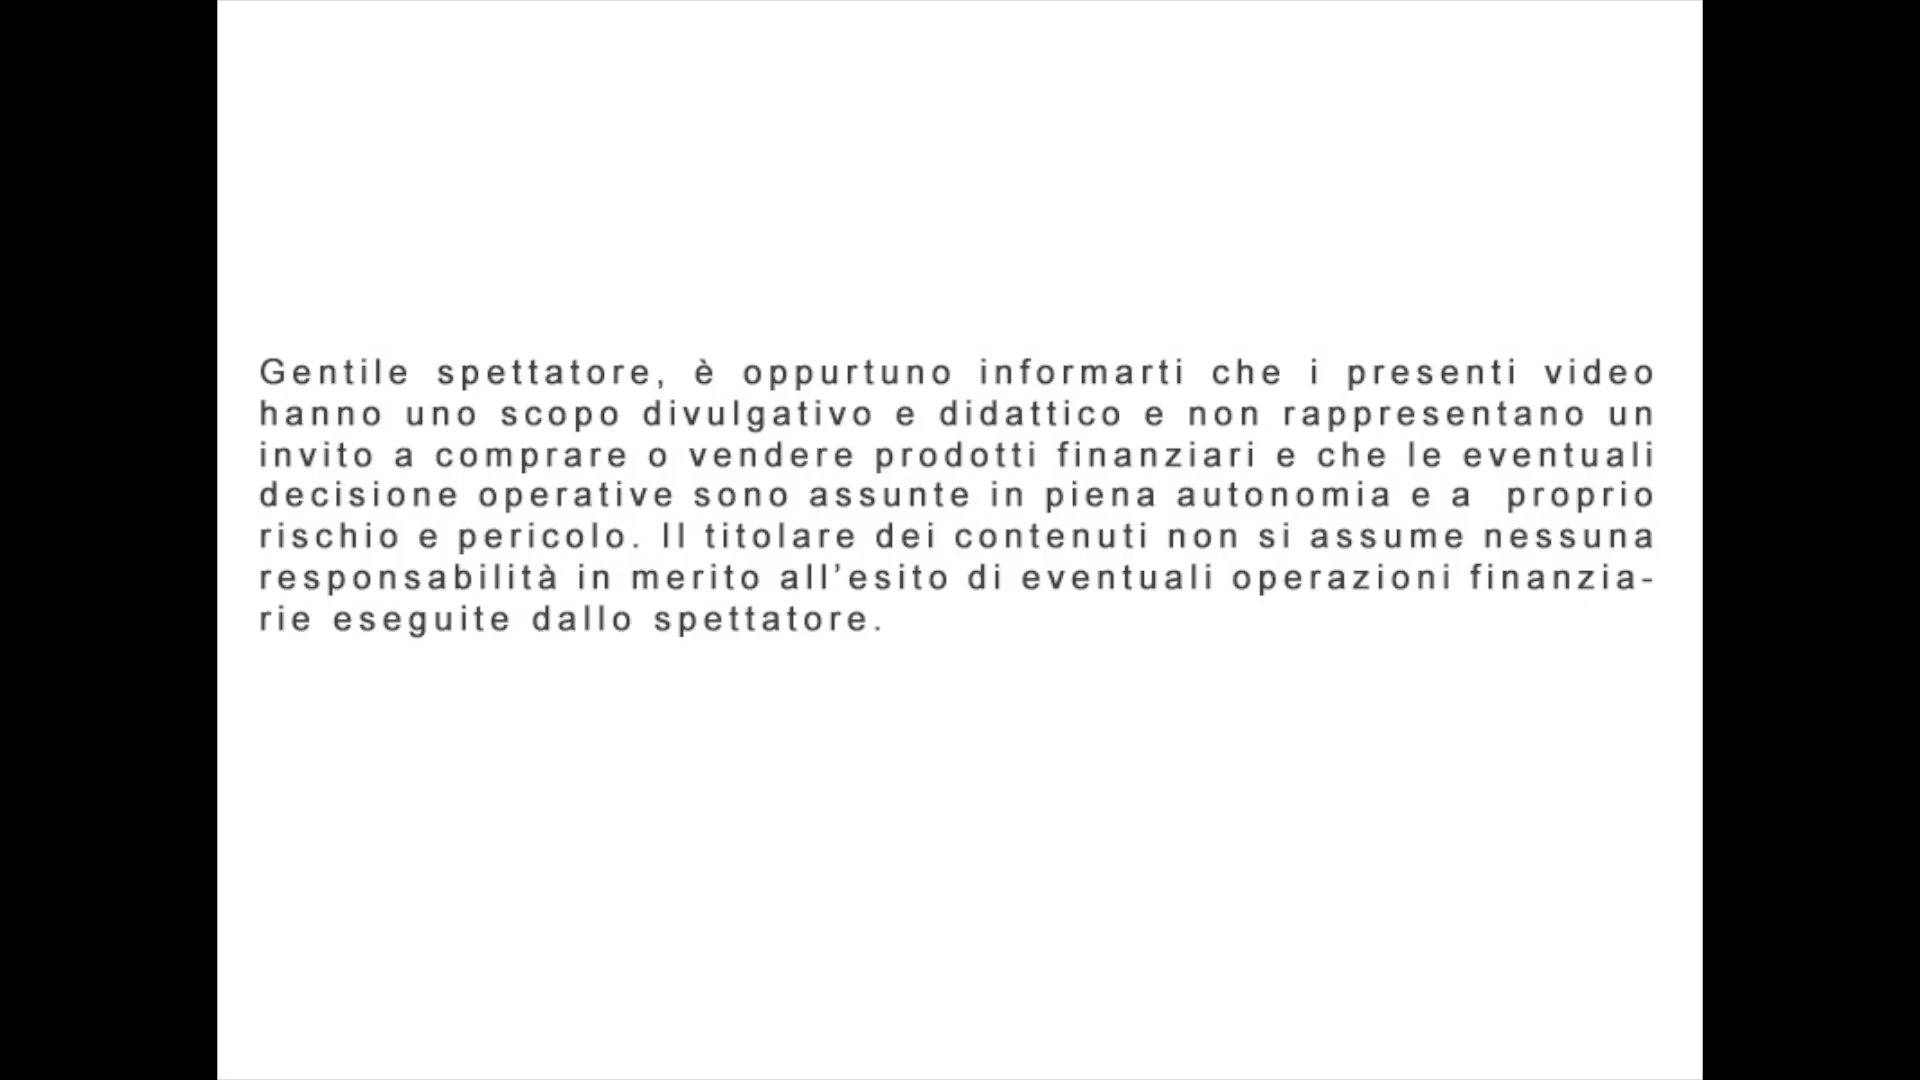 Gentile spettatore, è oppurtuno informarti che i presenti video
hanno uno scopo divulgativo e didattico e non rappresentano un
invito a comprare o vendere prodotti finanziari e che le eventuali
decisione operative sono assunte in piena autonomia e a proprio
rischio e pericolo. Il titolare dei contenuti non si assume nessuna
responsabilità in merito all’esito di eventuali operazioni finanzia-
rie eseguite dallo spettatore.